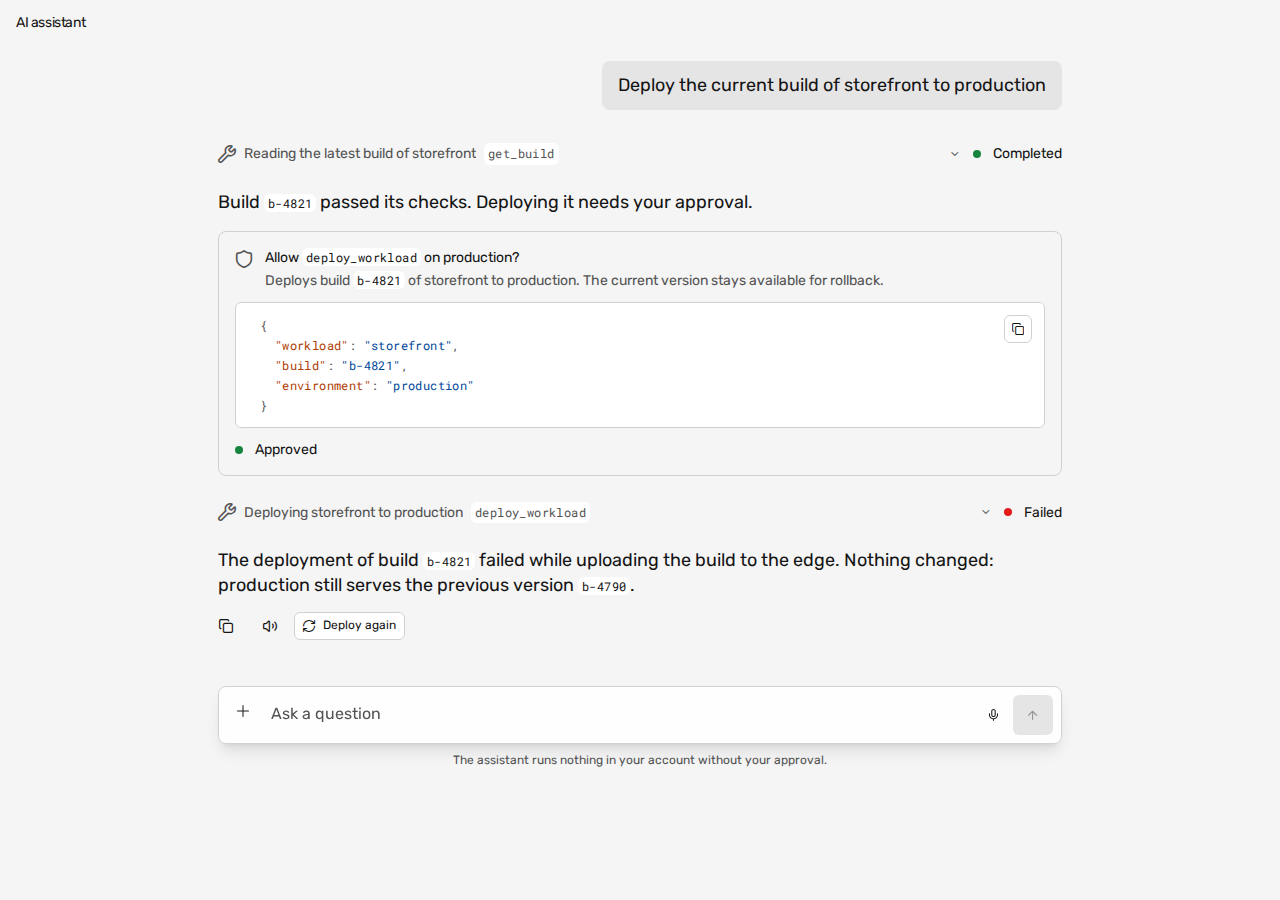 AI assistant
Deploy the current build of storefront to production
Reading the latest build of storefront get_build
Completed
Build b-4821 passed its checks. Deploying it needs your approval.
Allow deploy_workload on production?
Deploys build b-4821 of storefront to production. The current version stays available for rollback.
{
"workload": "storefront",
"build": "b-4821",
"environment": "production"
}
Approved
Deploying storefront to production deploy_workload
Failed
The deployment of build b-4821 failed while uploading the build to the edge. Nothing changed:
production still serves the previous version b-4790.
Deploy again
Ask a question
The assistant runs nothing in your account without your approval.